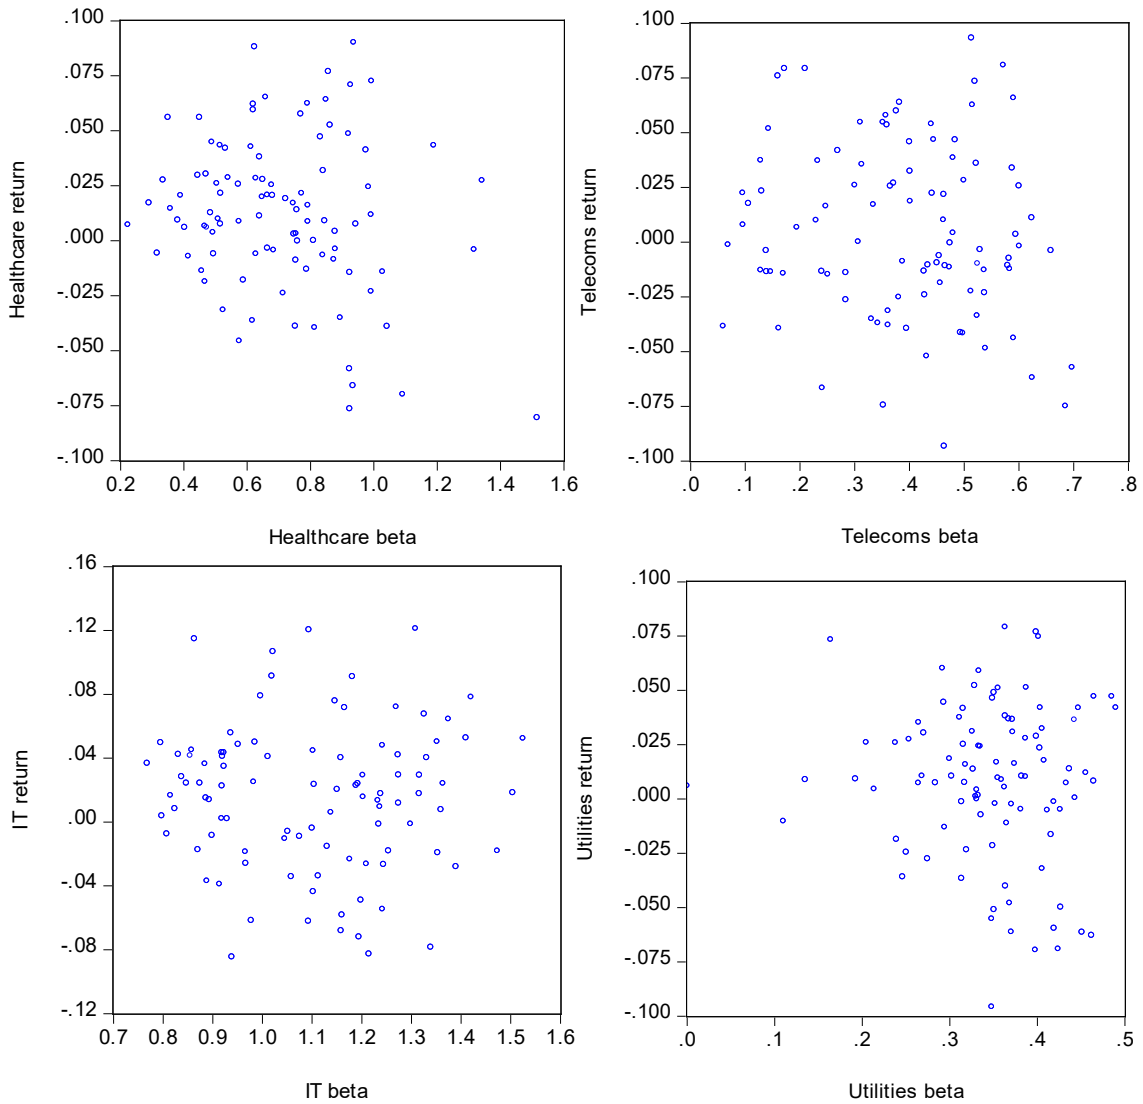 .100
.075
.050
.025
.000
-.025
-.050
-.075
-.100
0.2 0.4 0.6 0.8 1.0 1.2 1.4 1.6
Healthcare beta
Healthcare return
.100
.075
.050
.025
.000
-.025
-.050
-.075
-.100
.0 .1 .2 .3 .4 .5 .6 .7 .8
Telecoms beta
Telecoms return
.16
.12
.08
.04
.00
-.04
-.08
-.12
0.7 0.8 0.9 1.0 1.1 1.2 1.3 1.4 1.5 1.6
IT beta
IT return
.100
.075
.050
.025
.000
-.025
-.050
-.075
-.100
.0 .1 .2 .3 .4 .5
Utilities beta
Utilities return